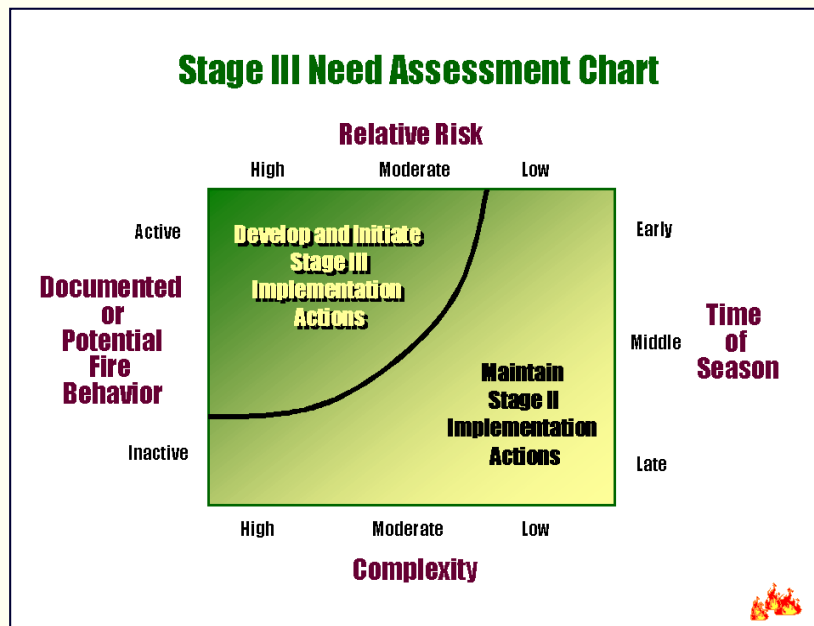 Stage III Need Assessment Chart
Relative Risk
High Moderate Low
Active
Early
Develop and Initiate
Stage III
Implementation
Actions
Documented
or
Potential
Fire
Behavior
Middle
Time
of
Season
Maintain
Stage II
Implementation
Actions
Inactive
Late
High Moderate Low
Complexity